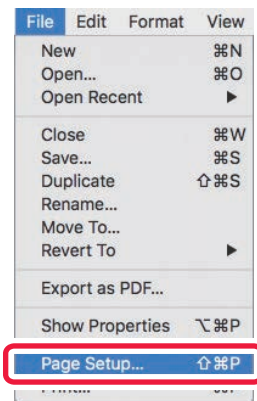 File Edit Format View
New ⌘N
Open... ⌘O
Open Recent ▶
Close ⌘W
Save... ⌘S
Duplicate ⇧⌘S
Rename...
Move To...
Revert To ▶
Export as PDF...
Show Properties ⌥⌘P
Page Setup... ⇧⌘P